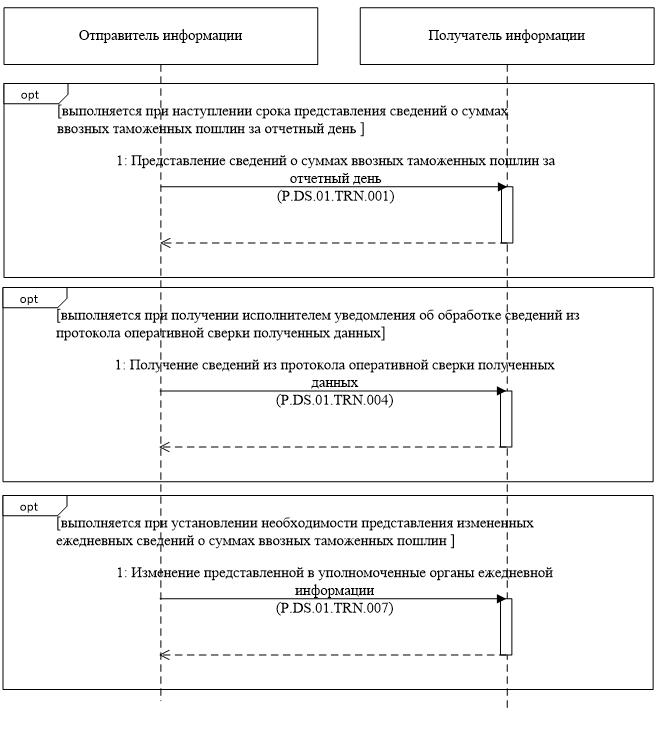 Отправитель информации
Получатель информации
opt
[выполняется при наступлении срока представления сведений о суммах
ввозных таможенных пошлин за отчетный день ]
1: Представление сведений о суммах ввозных таможенных пошлин за
отчетный день
(P.DS.01.TRN.001)
opt
[выполняется при получении исполнителем уведомления об обработке сведений из
протокола оперативной сверки полученных данных]
1: Получение сведений из протокола оперативной сверки полученных
данных
(P.DS.01.TRN.004)
opt
[выполняется при установлении необходимости представления измененных
ежедневных сведений о суммах ввозных таможенных пошлин ]
1: Изменение представленной в уполномоченные органы ежедневной
информации
(P.DS.01.TRN.007)